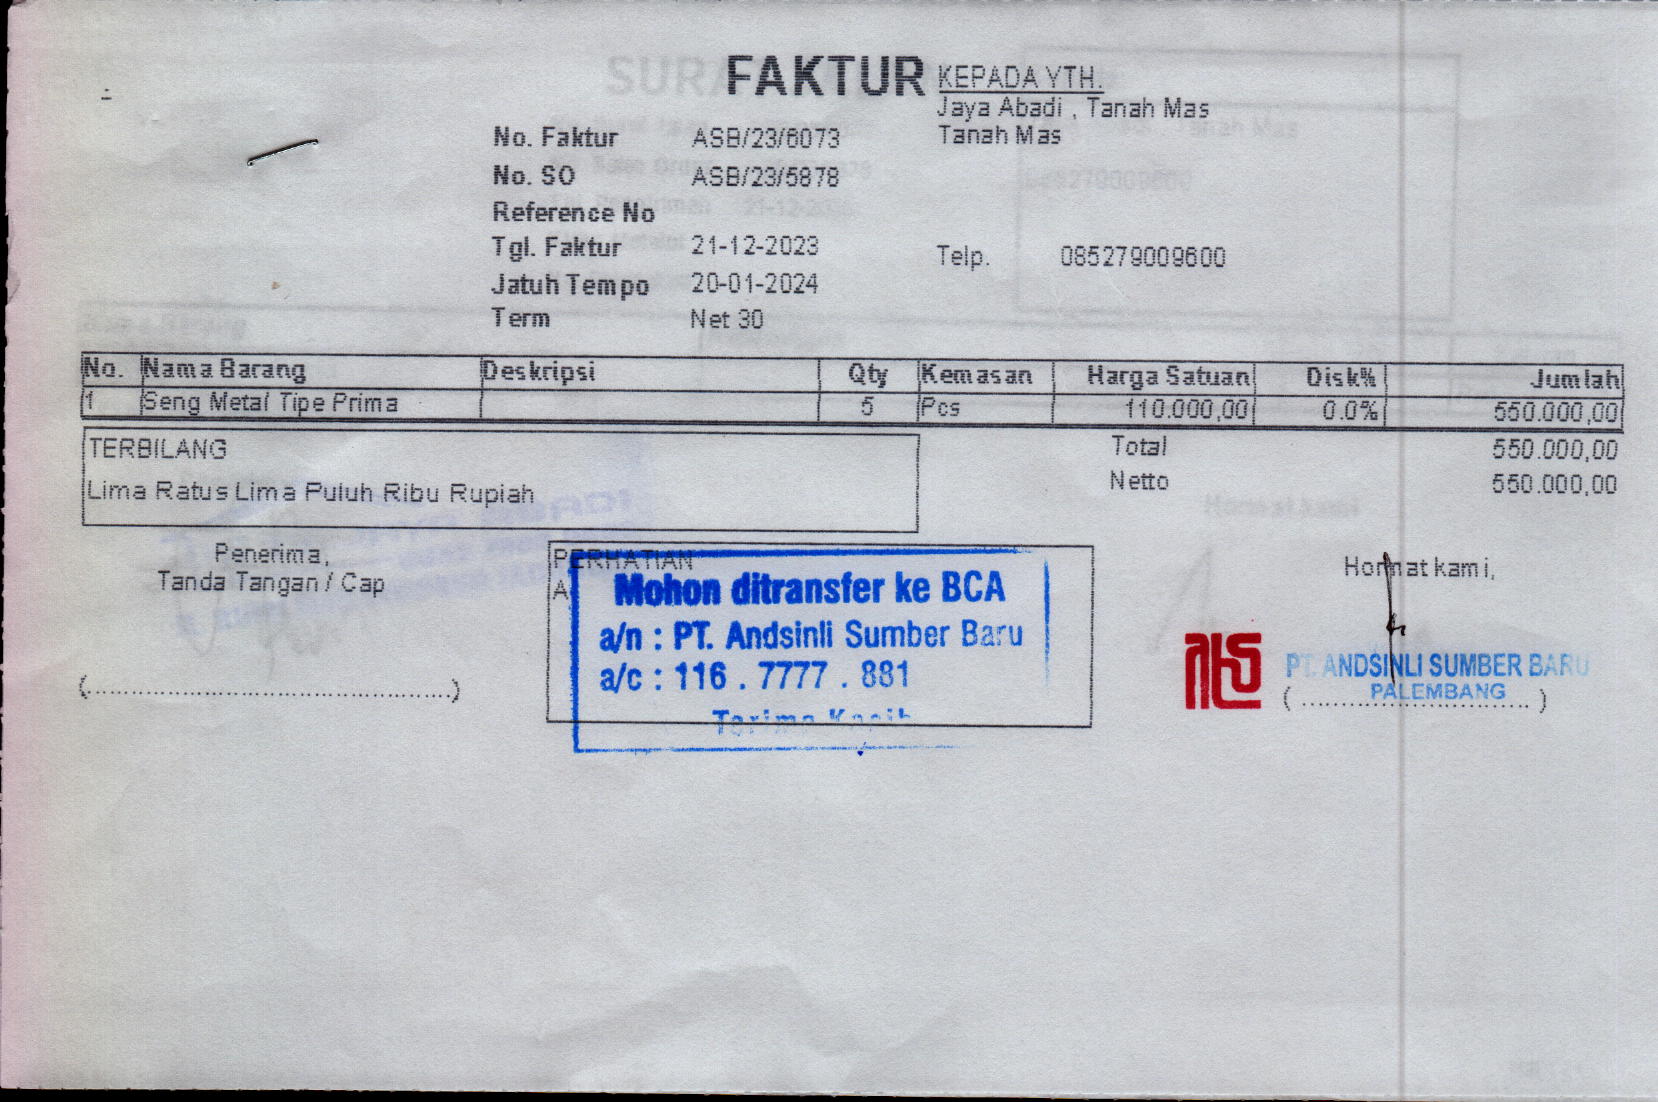 FAKTUR
KEPADA YTH.
Jaya Abadi , Tanah Mas
Tanah Mas
No. Faktur ASB/23/6073
No. SO ASB/23/5878
Reference No
Tgl. Faktur 21-12-2023
Telp. 085279009600
Jatuh Tempo 20-01-2024
Term Net 30
No. Nama Barang Deskripsi Qty Kemasan Harga Satuan Disk% Jumlah
1 Seng Metal Tipe Prima 5 Pcs 110.000,00 0.0% 550.000,00
TERBILANG
Total 550.000,00
Lima Ratus Lima Puluh Ribu Rupiah
Netto 550.000,00
Penerima,
Tanda Tangan / Cap
PERHATIAN
Mohon ditransfer ke BCA
a/n : PT. Andsinli Sumber Baru
a/c : 116 . 7777 . 881
Terima Kasih
Hormat kami,
PT. ANDSINLI SUMBER BARU
PALEMBANG